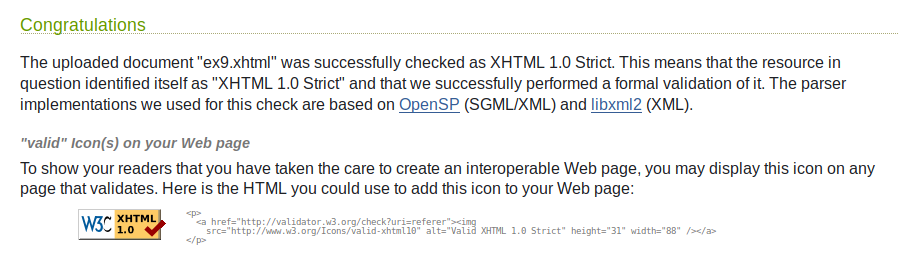 Congratulations
The uploaded document "ex9.xhtml" was successfully checked as XHTML 1.0 Strict. This means that the resource in
question identified itself as "XHTML 1.0 Strict" and that we successfully performed a formal validation of it. The parser
implementations we used for this check are based on OpenSP (SGML/XML) and libxml2 (XML).
"valid" Icon(s) on your Web page
To show your readers that you have taken the care to create an interoperable Web page, you may display this icon on any
page that validates. Here is the HTML you could use to add this icon to your Web page:
W3C XHTML
1.0
<p>
<a href="http://validator.w3.org/check?uri=referer"><img
src="http://www.w3.org/Icons/valid-xhtml10" alt="Valid XHTML 1.0 Strict" height="31" width="88" /></a>
</p>